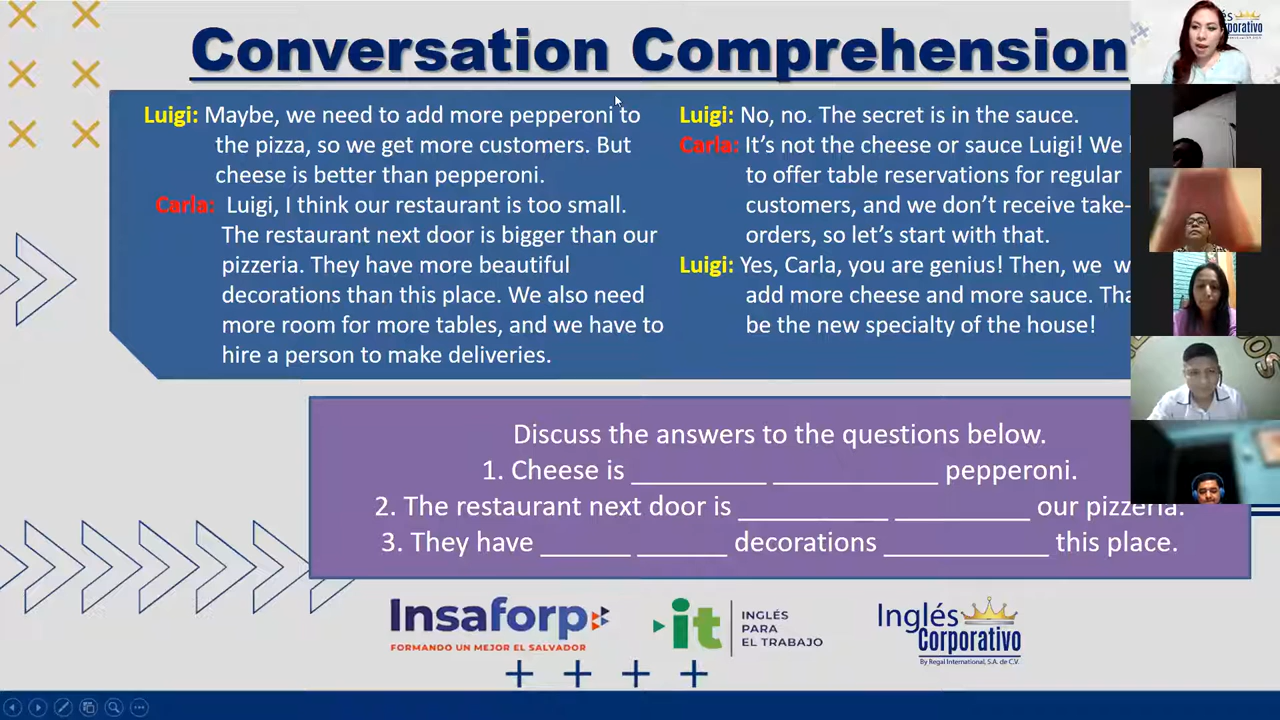 Conversation Comprehension
Luigi: Maybe, we need to add more pepperoni to
the pizza, so we get more customers. But
cheese is better than pepperoni.
Carla: Luigi, I think our restaurant is too small.
The restaurant next door is bigger than our
pizzeria. They have more beautiful
decorations than this place. We also need
more room for more tables, and we have to
hire a person to make deliveries.
Luigi: No, no. The secret is in the sauce.
Carla: It's not the cheese or sauce Luigi! We
to offer table reservations for regular
customers, and we don't receive take-
orders, so let's start with that.
Luigi: Yes, Carla, you are genius! Then, we w
add more cheese and more sauce. Tha
be the new specialty of the house!
Discuss the answers to the questions below.
1. Cheese is __________ ____________ pepperoni.
2. The restaurant next door is ___________ __________ our pizzeria.
3. They have ______ ______ decorations ____________ this place.
Insaforp
FORMANDO UN MEJOR EL SALVADOR
it
INGLÉS
PARA
EL TRABAJO
Inglés
Corporativo
By Regal International, S.A. de C.V.